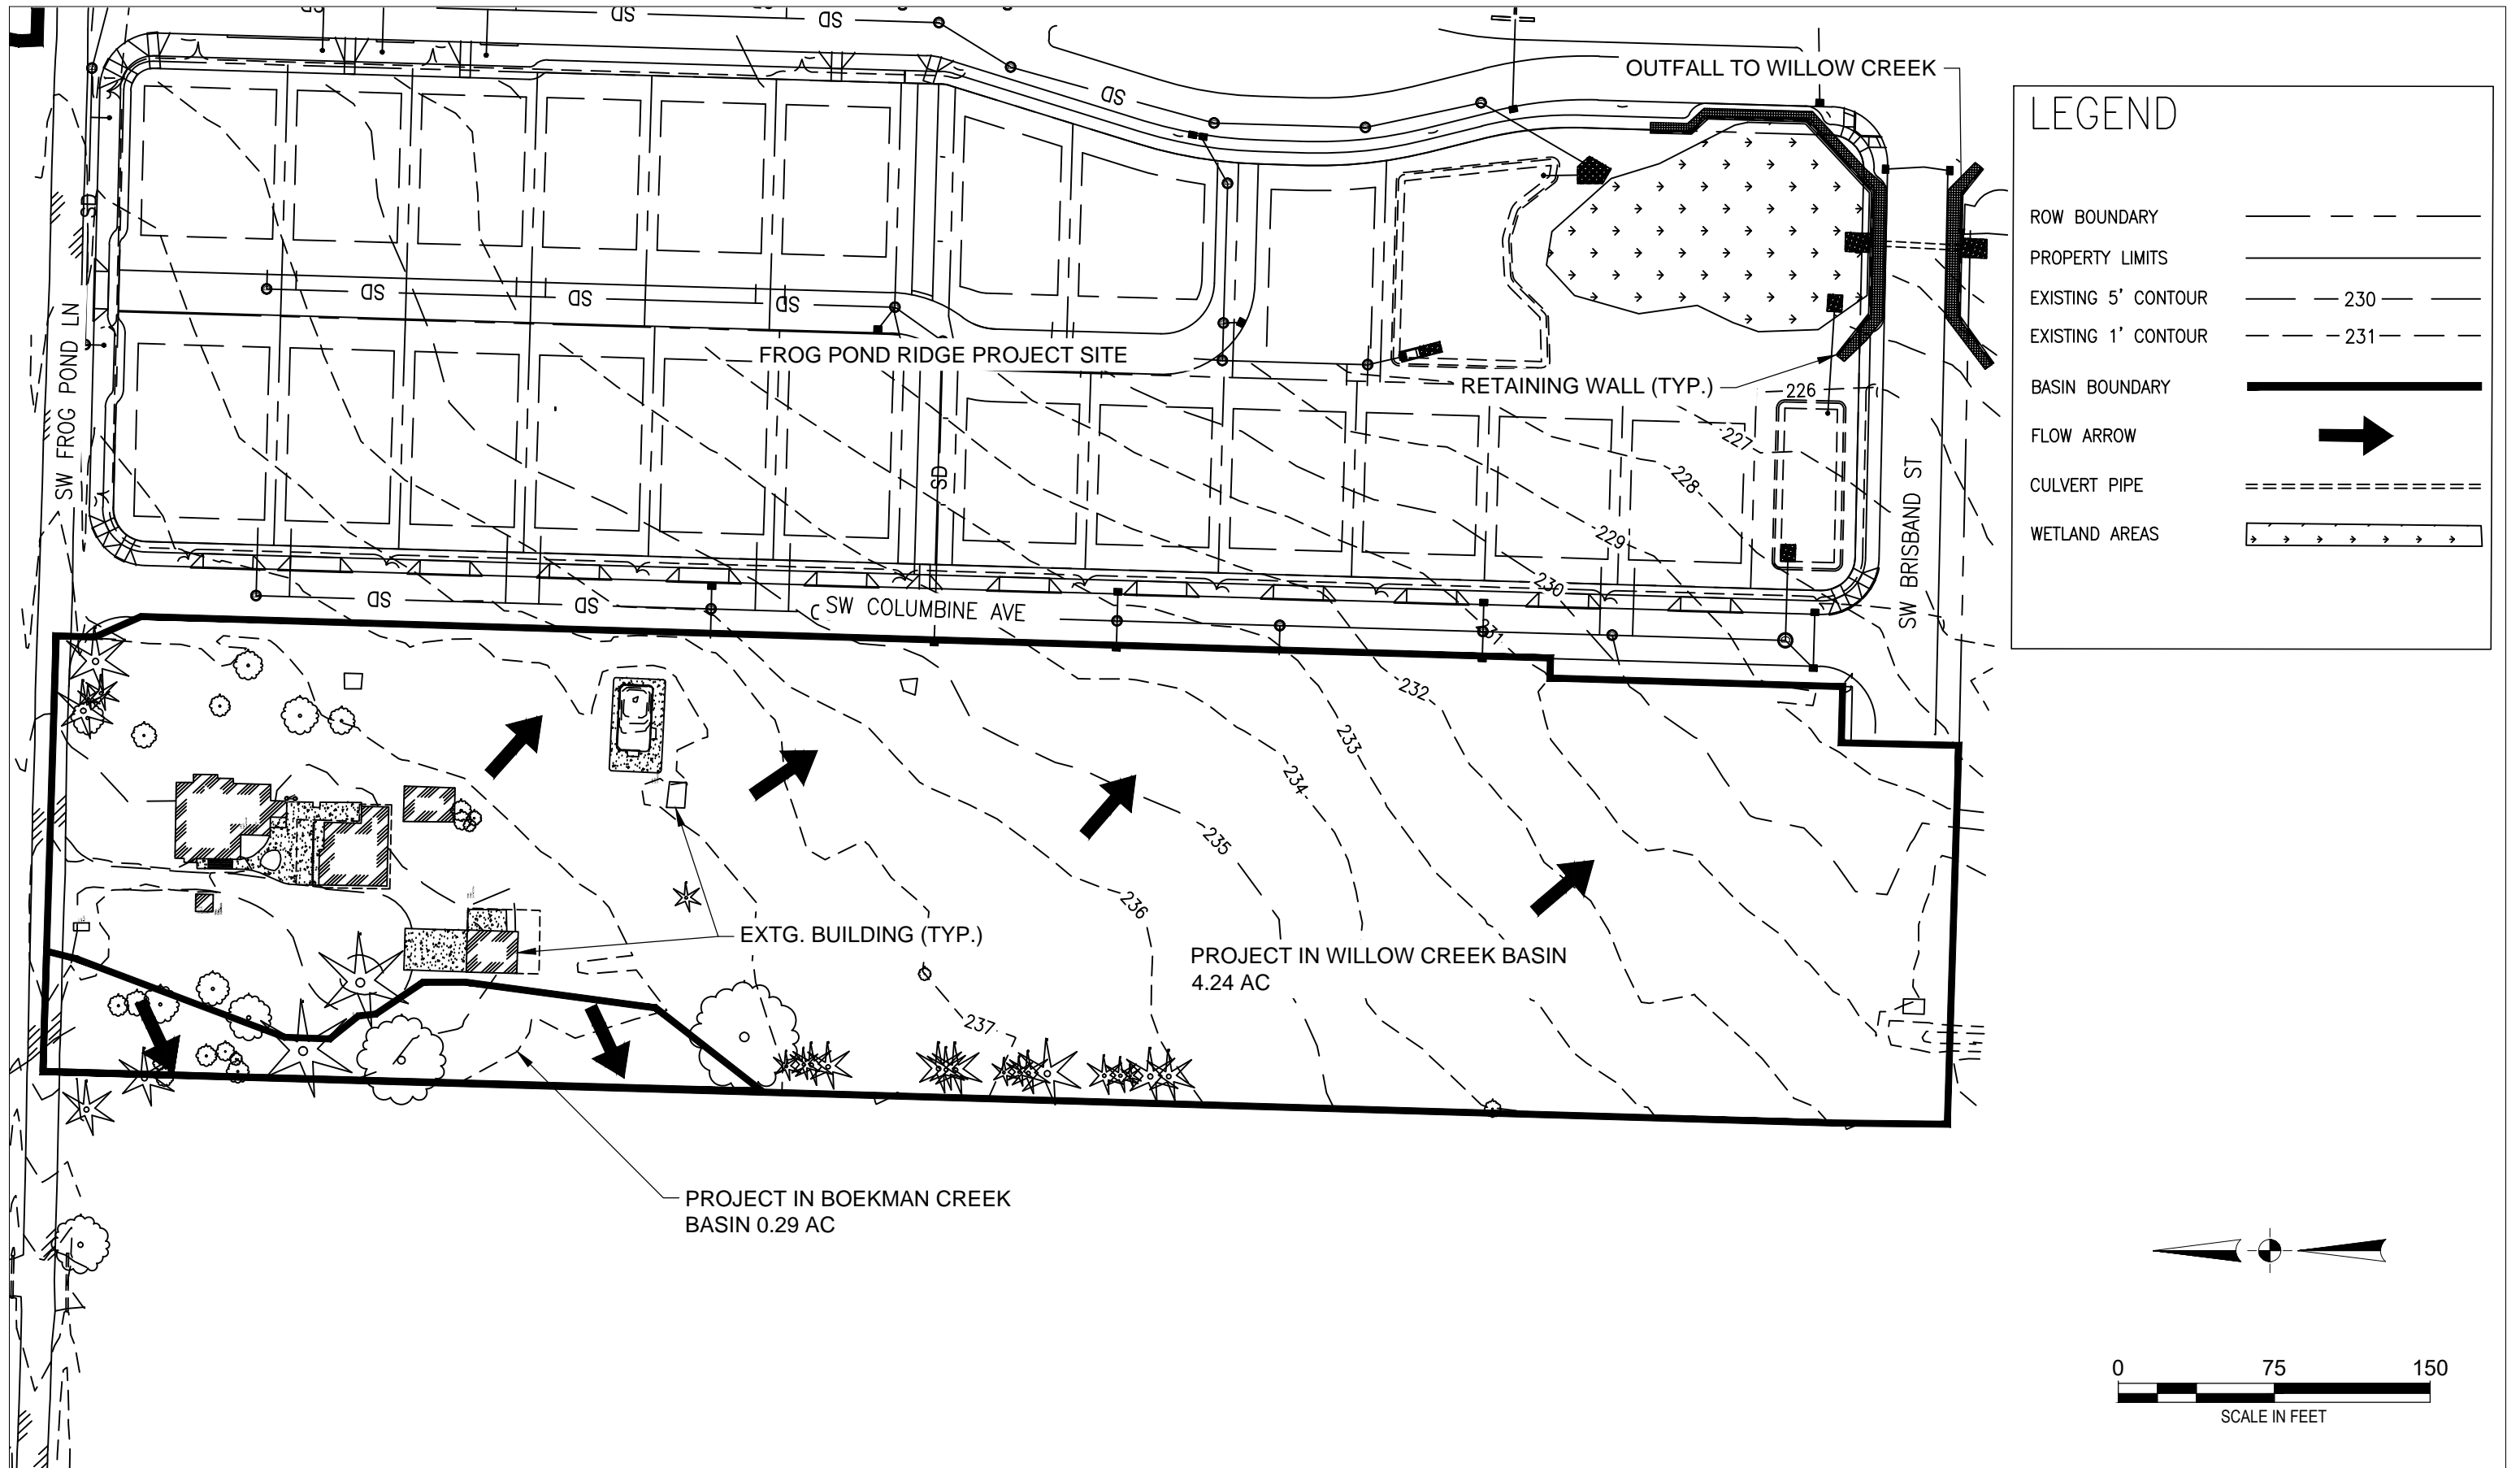 SD
SD
SD
OUTFALL TO WILLOW CREEK
SD
LEGEND
ROW BOUNDARY
PROPERTY LIMITS
EXISTING 5' CONTOUR
230
EXISTING 1' CONTOUR
231
BASIN BOUNDARY
FLOW ARROW
CULVERT PIPE
WETLAND AREAS
SD
SD
SD
SD
SW FROG POND LN
FROG POND RIDGE PROJECT SITE
RETAINING WALL (TYP.)
226
227
228
229
230
231
SD
SW BRISBAND ST
SD
SD
SW COLUMBINE AVE
232
233
234
235
236
237
EXTG. BUILDING (TYP.)
PROJECT IN WILLOW CREEK BASIN
4.24 AC
PROJECT IN BOEKMAN CREEK
BASIN 0.29 AC
0 75 150
SCALE IN FEET